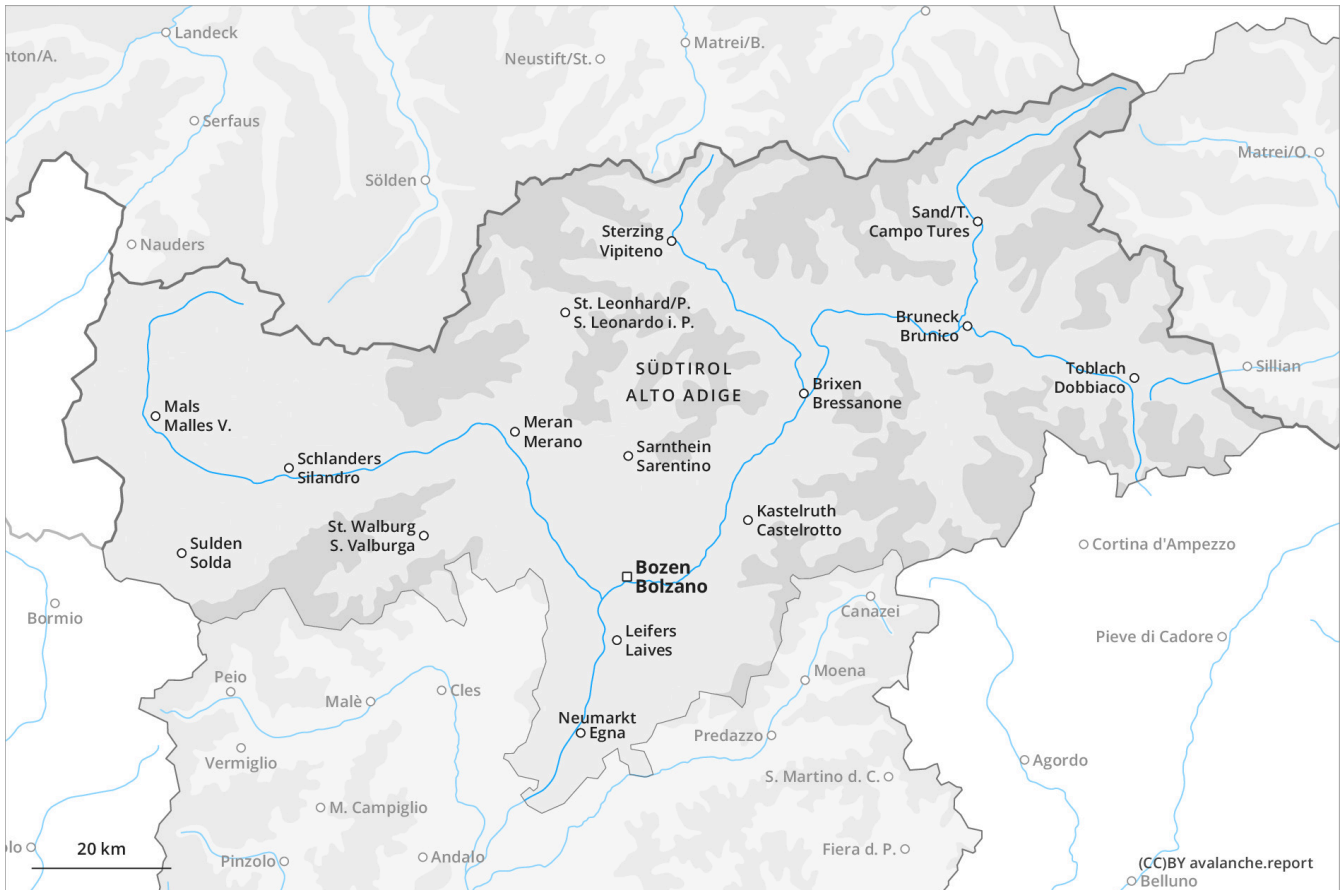 Landeck
nton/A.
Matrei/B.
Neustift/St.
Serfaus
Matrei/O.
Sölden
Nauders
Sand/T.
Campo Tures
Sterzing
Vipiteno
St. Leonhard/P.
S. Leonardo i. P.
Bruneck
Brunico
SÜDTIROL
ALTO ADIGE
Toblach
Dobbiaco
Sillian
Brixen
Bressanone
Mals
Malles V.
Meran
Merano
Schlanders
Silandro
Sarnthein
Sarentino
St. Walburg
S. Valburga
Kastelruth
Castelrotto
Sulden
Solda
Cortina d'Ampezzo
Bozen
Bolzano
Bormio
Canazei
Leifers
Laives
Pieve di Cadore
Peio
Malè
Cles
Moena
Neumarkt
Egna
Predazzo
Vermiglio
Agordo
S. Martino d. C.
M. Campiglio
olo
20 km
Pinzolo
Andalo
Fiera d. P.
(CC)BY avalanche.report
Belluno